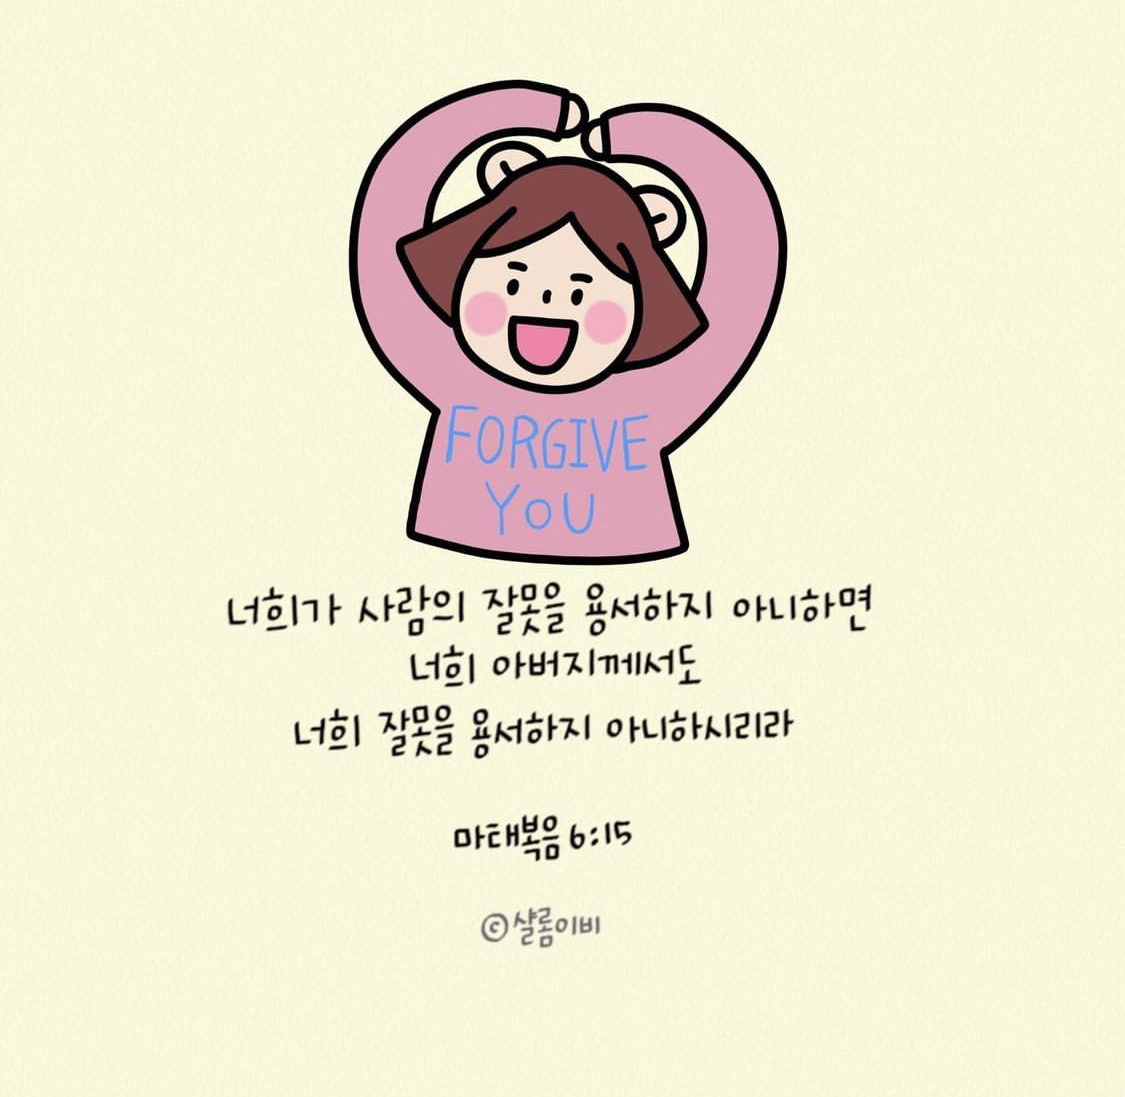 FORGIVE
YOU
너희가 사람의 잘못을 용서하지 아니하면
너희 아버지께서도
너희 잘못을 용서하지 아니하시리라
마태복음 6:15
©샬롬이비